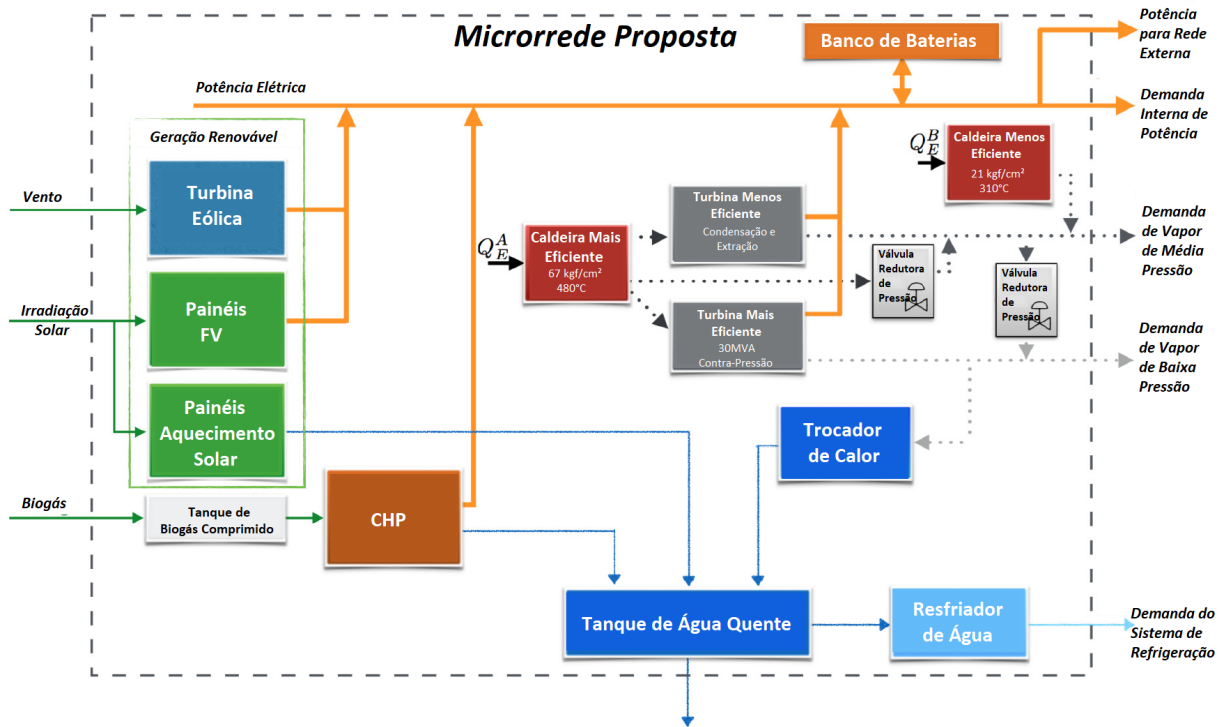 Microrrede Proposta
Banco de Baterias
Potência
para Rede
Externa
Potência Elétrica
Demanda
Interna de
Potência
Geração Renovável
Vento
Turbina
Eólica
Irradiação
Solar
Painéis
FV
Painéis
Aquecimento
Solar
Biogás
Tanque de
Biogás Comprimido
CHP
Q_E^A
Caldeira Mais
Eficiente
67 kgf/cm²
480°C
Turbina Menos
Eficiente
Condensação e
Extração
Turbina Mais
Eficiente
30MVA
Contra-Pressão
Q_E^B
Caldeira Menos
Eficiente
21 kgf/cm²
310°C
Válvula
Redutora
de
Pressão
Válvula
Redutora
de
Pressão
Demanda
de Vapor
de Média
Pressão
Demanda
de Vapor
de Baixa
Pressão
Trocador
de Calor
Tanque de Água Quente
Resfriador
de Água
Demanda do
Sistema de
Refrigeração